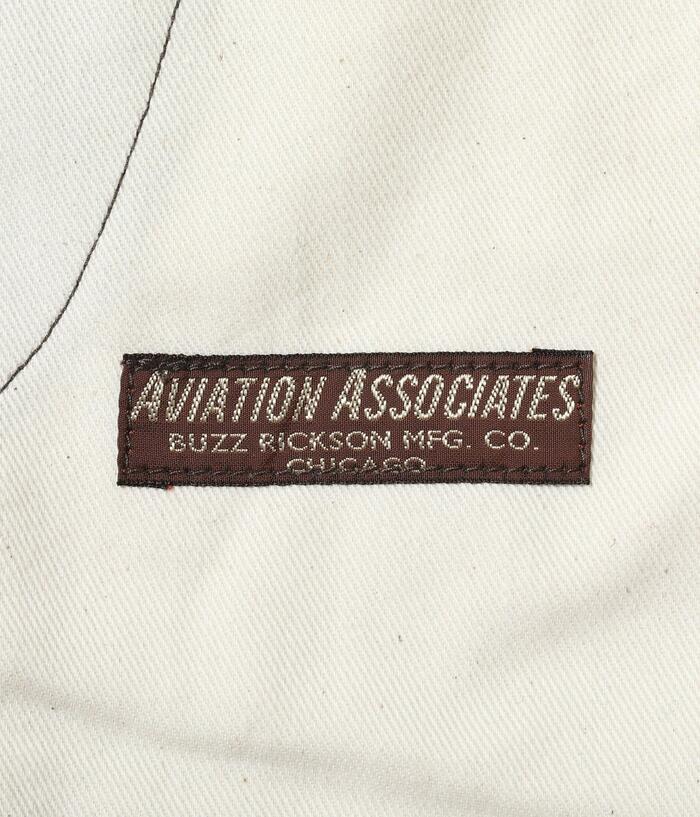 AVIATION ASSOCIATES
BUZZ RICKSON MFG. CO.
CHICAGO